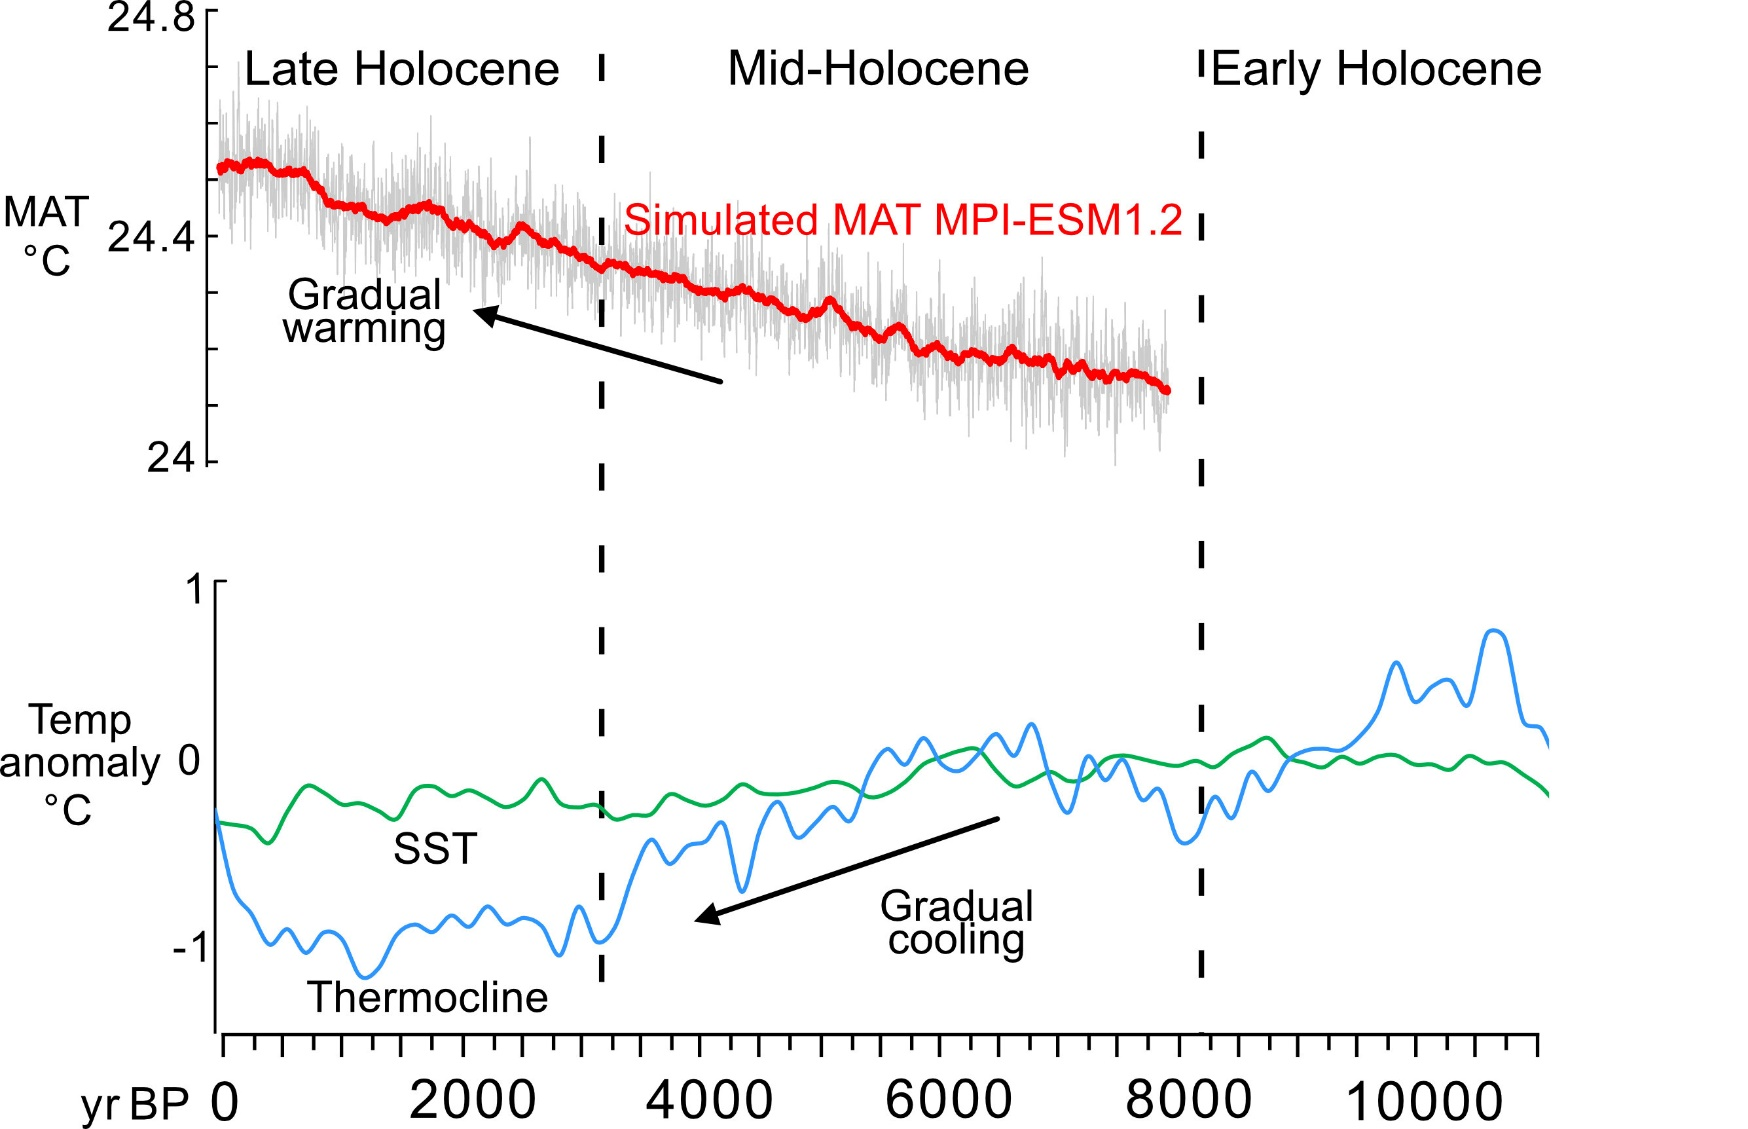 24.8
Late Holocene
Mid-Holocene
Early Holocene
MAT
°C
24.4
Simulated MAT MPI-ESM1.2
Gradual
warming
24
1
Temp
anomaly
°C
0
SST
Gradual
cooling
-1
Thermocline
yr BP 0 2000 4000 6000 8000 10000